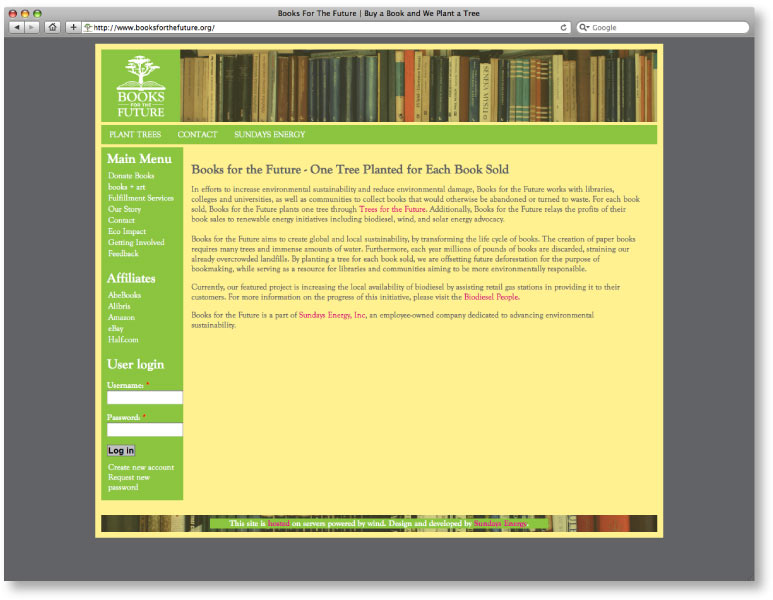 Books For The Future | Buy a Book and We Plant a Tree
http://www.booksforthefuture.org/
Google
BOOKS
FOR THE
FUTURE
PLANT TREES CONTACT SUNDAYS ENERGY
Main Menu
Donate Books
books + art
Fulfillment Services
Our Story
Contact
Eco Impact
Getting Involved
Feedback
Affiliates
AbeBooks
Alibris
Amazon
eBay
Half.com
User login
Username: *
Password: *
Log in
Create new account
Request new
password
Books for the Future - One Tree Planted for Each Book Sold
In efforts to increase environmental sustainability and reduce environmental damage, Books for the Future works with libraries,
colleges and universities, as well as communities to collect books that would otherwise be abandoned or turned to waste. For each book
sold, Books for the Future plants one tree through Trees for the Future. Additionally, Books for the Future relays the profits of their
book sales to renewable energy initiatives including biodiesel, wind, and solar energy advocacy.
Books for the Future aims to create global and local sustainability, by transforming the life cycle of books. The creation of paper books
requires many trees and immense amounts of water. Furthermore, each year millions of pounds of books are discarded, straining our
already overcrowded landfills. By planting a tree for each book sold, we are offsetting future deforestation for the purpose of
bookmaking, while serving as a resource for libraries and communities aiming to be more environmentally responsible.
Currently, our featured project is increasing the local availability of biodiesel by assisting retail gas stations in providing it to their
customers. For more information on the progress of this initiative, please visit the Biodiesel People.
Books for the Future is a part of Sundays Energy, Inc, an employee-owned company dedicated to advancing environmental
sustainability.
This site is hosted on servers powered by wind. Design and developed by Sundays Energy.